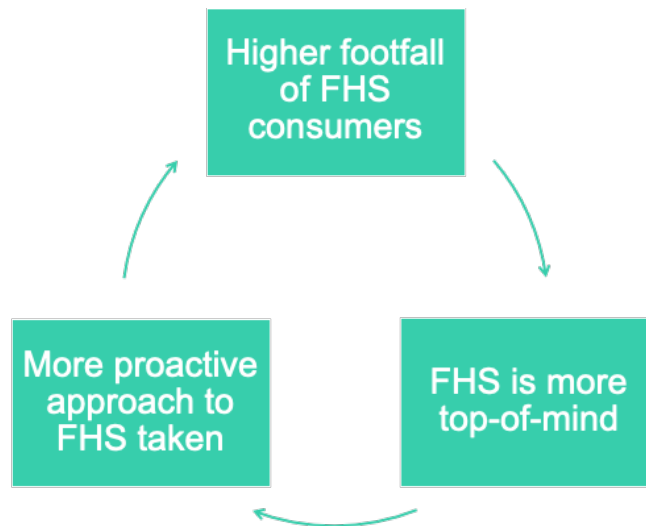 Higher footfall
of FHS
consumers
FHS is more
top-of-mind
More proactive
approach to
FHS taken